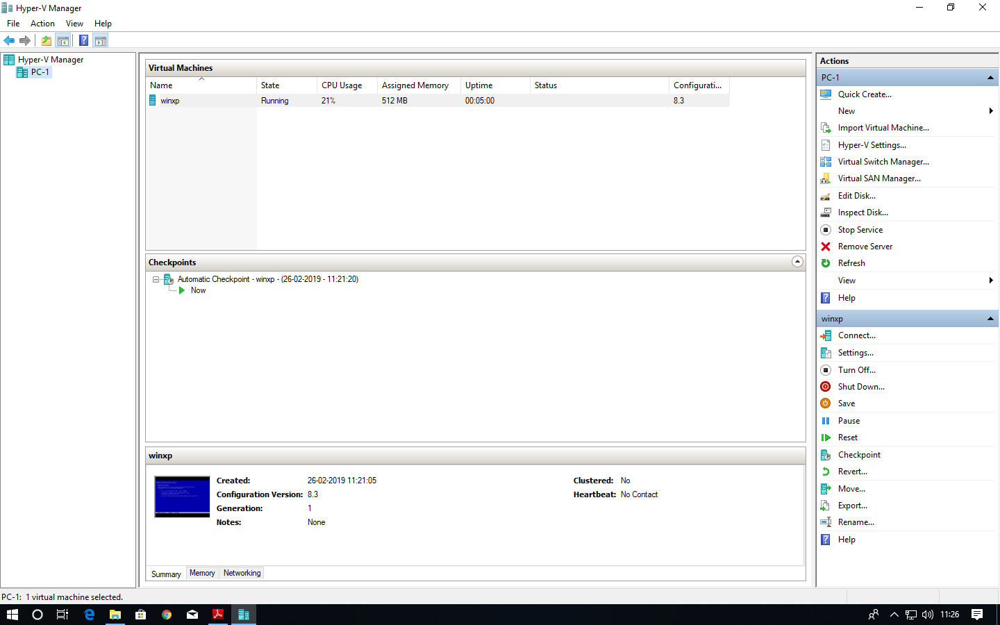 Hyper-V Manager
File Action View Help
Hyper-V Manager
PC-1
Virtual Machines
Name State CPU Usage Assigned Memory Uptime Status Configurati...
winxp Running 21% 512 MB 00:05:00 8.3
Checkpoints
Automatic Checkpoint - winxp - (26-02-2019 - 11:21:20)
Now
winxp
Created: 26-02-2019 11:21:05 Clustered: No
Configuration Version: 8.3 Heartbeat: No Contact
Generation: 1
Notes: None
Summary Memory Networking
Actions
PC-1
Quick Create...
New
Import Virtual Machine...
Hyper-V Settings...
Virtual Switch Manager...
Virtual SAN Manager...
Edit Disk...
Inspect Disk...
Stop Service
Remove Server
Refresh
View
Help
winxp
Connect...
Settings...
Turn Off...
Shut Down...
Save
Pause
Reset
Checkpoint
Revert...
Move...
Export...
Rename...
Help
PC-1: 1 virtual machine selected.
11:26